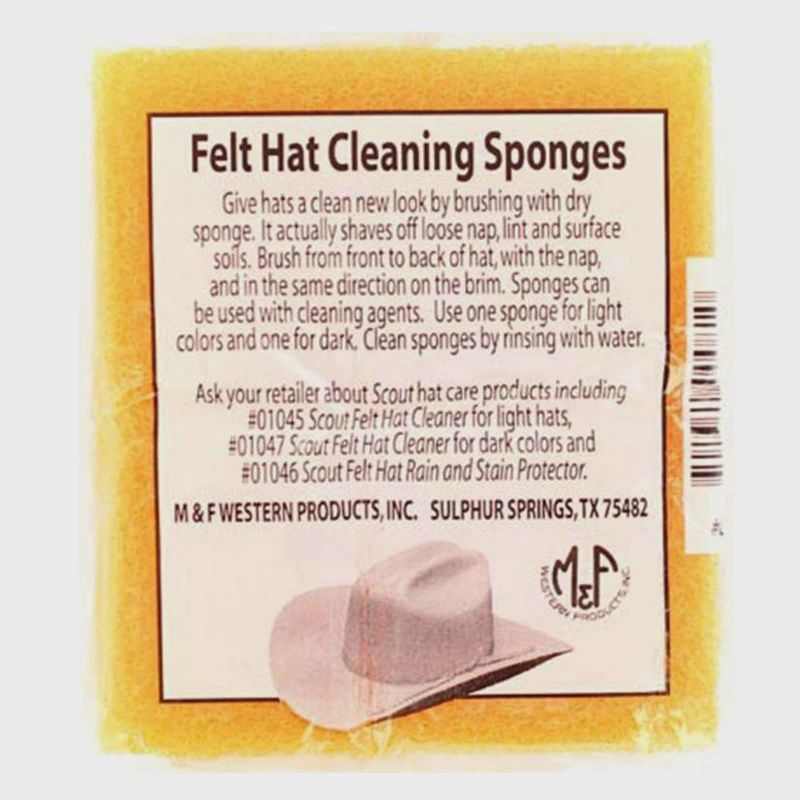 Felt Hat Cleaning Sponges
Give hats a clean new look by brushing with dry
sponge. It actually shaves off loose nap, lint and surface
soils. Brush from front to back of hat, with the nap,
and in the same direction on the brim. Sponges can
be used with cleaning agents. Use one sponge for light
colors and one for dark. Clean sponges by rinsing with water.
Ask your retailer about Scout hat care products including
#01045 Scout Felt Hat Cleaner for light hats,
#01047 Scout Felt Hat Cleaner for dark colors and
#01046 Scout Felt Hat Rain and Stain Protector.
M & F WESTERN PRODUCTS, INC. SULPHUR SPRINGS, TX 75482
M&F
WESTERN PRODUCTS, INC.